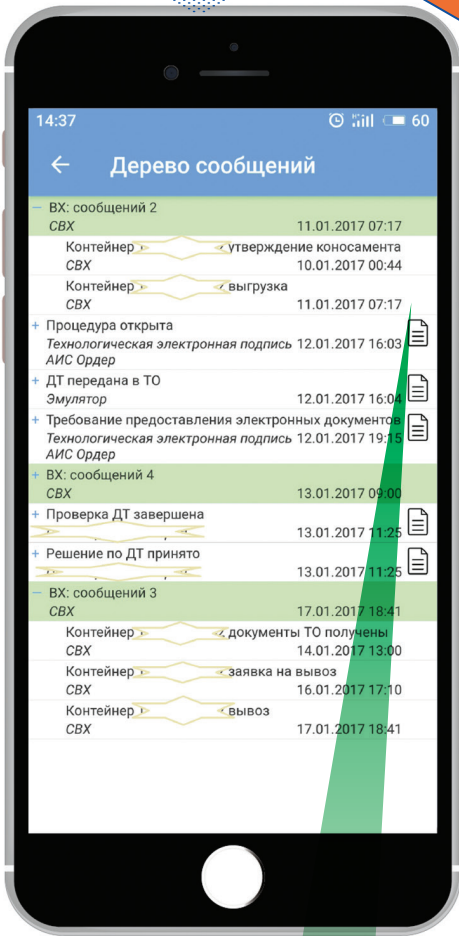 14:37 60
Дерево сообщений
− ВХ: сообщений 2
СВХ 11.01.2017 07:17
Контейнер утверждение коносамента
СВХ 10.01.2017 00:44
Контейнер выгрузка
СВХ 11.01.2017 07:17
+ Процедура открыта
Технологическая электронная подпись 12.01.2017 16:03
АИС Ордер
+ ДТ передана в ТО
Эмулятор 12.01.2017 16:04
+ Требование предоставления электронных документов
Технологическая электронная подпись 12.01.2017 19:15
АИС Ордер
+ ВХ: сообщений 4
СВХ 13.01.2017 09:00
+ Проверка ДТ завершена
13.01.2017 11:25
+ Решение по ДТ принято
13.01.2017 11:25
− ВХ: сообщений 3
СВХ 17.01.2017 18:41
Контейнер документы ТО получены
СВХ 14.01.2017 13:00
Контейнер заявка на вывоз
СВХ 16.01.2017 17:10
Контейнер вывоз
СВХ 17.01.2017 18:41